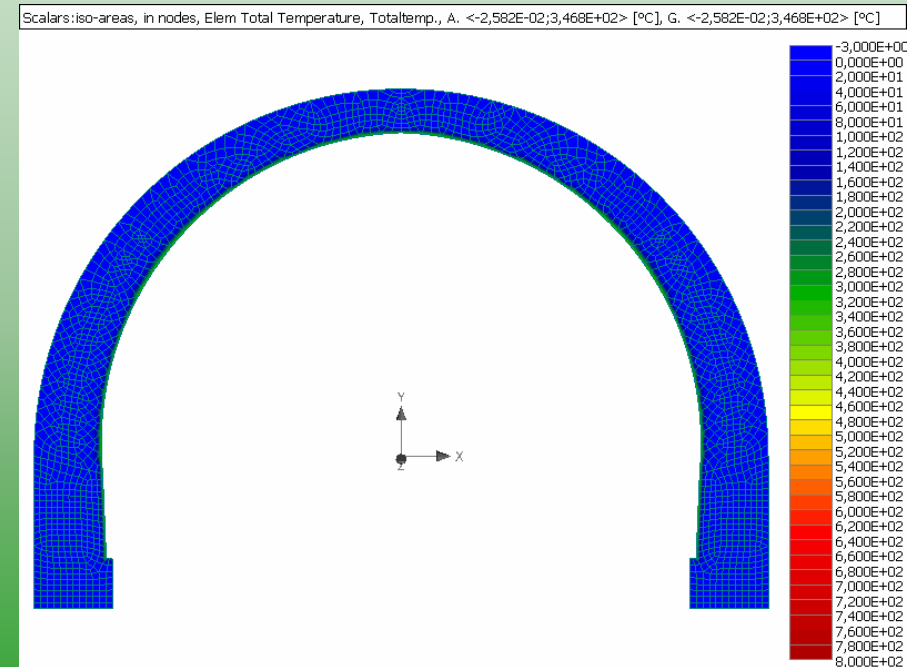 Scalars:iso-areas, in nodes, Elem Total Temperature, Totaltemp., A. <-2,582E-02;3,468E+02> [ºC], G. <-2,582E-02;3,468E+02> [ºC]
-3,000E+00
0,000E+00
2,000E+01
4,000E+01
6,000E+01
8,000E+01
1,000E+02
1,200E+02
1,400E+02
1,600E+02
1,800E+02
2,000E+02
2,200E+02
2,400E+02
2,600E+02
2,800E+02
3,000E+02
3,200E+02
3,400E+02
3,600E+02
3,800E+02
4,000E+02
4,200E+02
4,400E+02
4,600E+02
4,800E+02
5,000E+02
5,200E+02
5,400E+02
5,600E+02
5,800E+02
6,000E+02
6,200E+02
6,400E+02
6,600E+02
6,800E+02
7,000E+02
7,200E+02
7,400E+02
7,600E+02
7,800E+02
8,000E+02
Y
X
Z